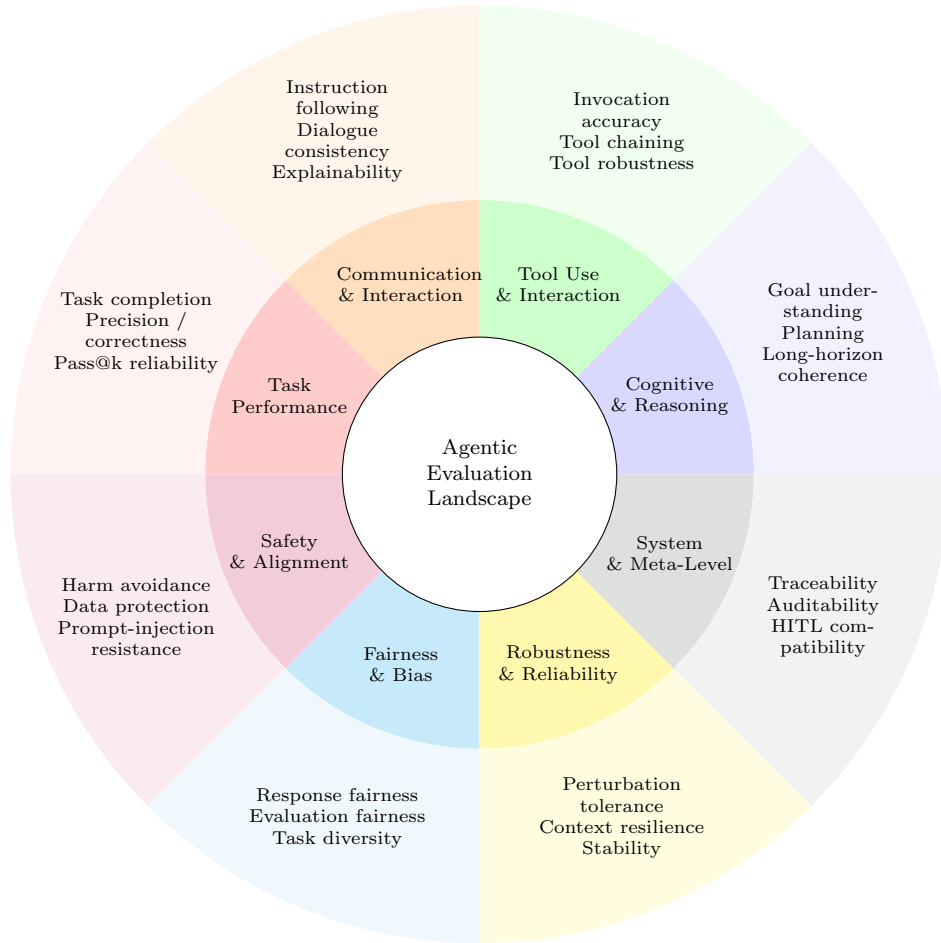 Instruction
following
Dialogue
consistency
Explainability
Invocation
accuracy
Tool chaining
Tool robustness
Communication
& Interaction
Tool Use
& Interaction
Task completion
Precision /
correctness
Pass@k reliability
Goal under-
standing
Planning
Long-horizon
coherence
Task
Performance
Cognitive
& Reasoning
Agentic
Evaluation
Landscape
Safety
& Alignment
System
& Meta-Level
Harm avoidance
Data protection
Prompt-injection
resistance
Traceability
Auditability
HITL com-
patibility
Fairness
& Bias
Robustness
& Reliability
Response fairness
Evaluation fairness
Task diversity
Perturbation
tolerance
Context resilience
Stability